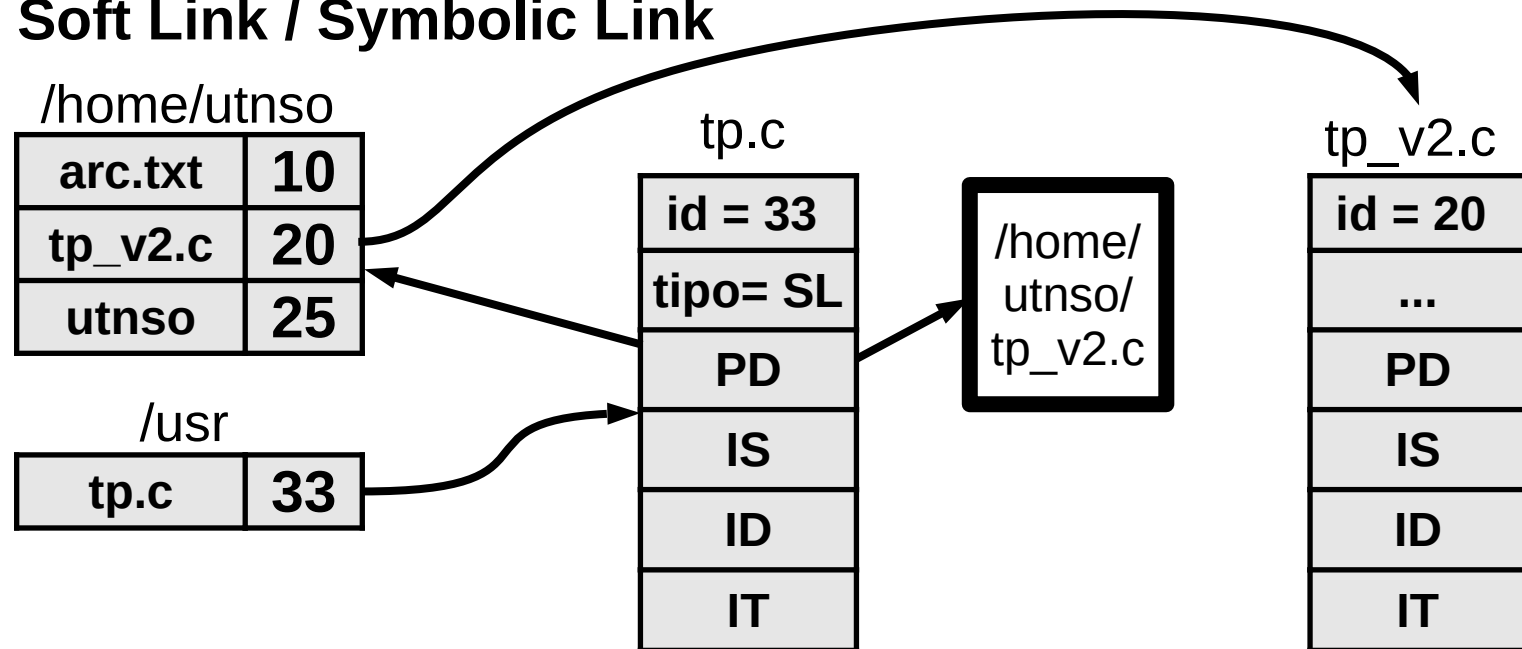 Soft Link / Symbolic Link
/home/utnso
arc.txt 10
tp_v2.c 20
utnso 25
/usr
tp.c 33
tp.c
id = 33
tipo= SL
PD
IS
ID
IT
/home/
utnso/
tp_v2.c
tp_v2.c
id = 20
...
PD
IS
ID
IT